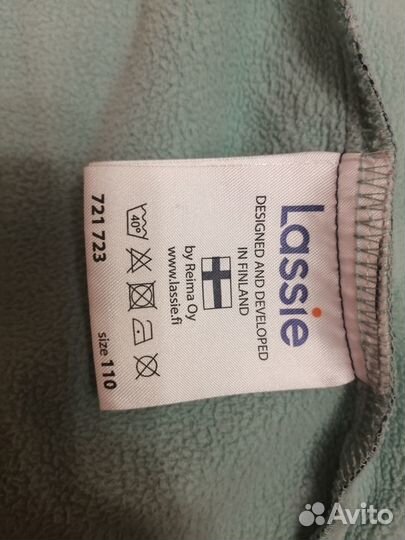 Lassie
DESIGNED AND DEVELOPED
IN FINLAND
by Reima Oy
www.lassie.fi
40°
721 723
size 110
Avito